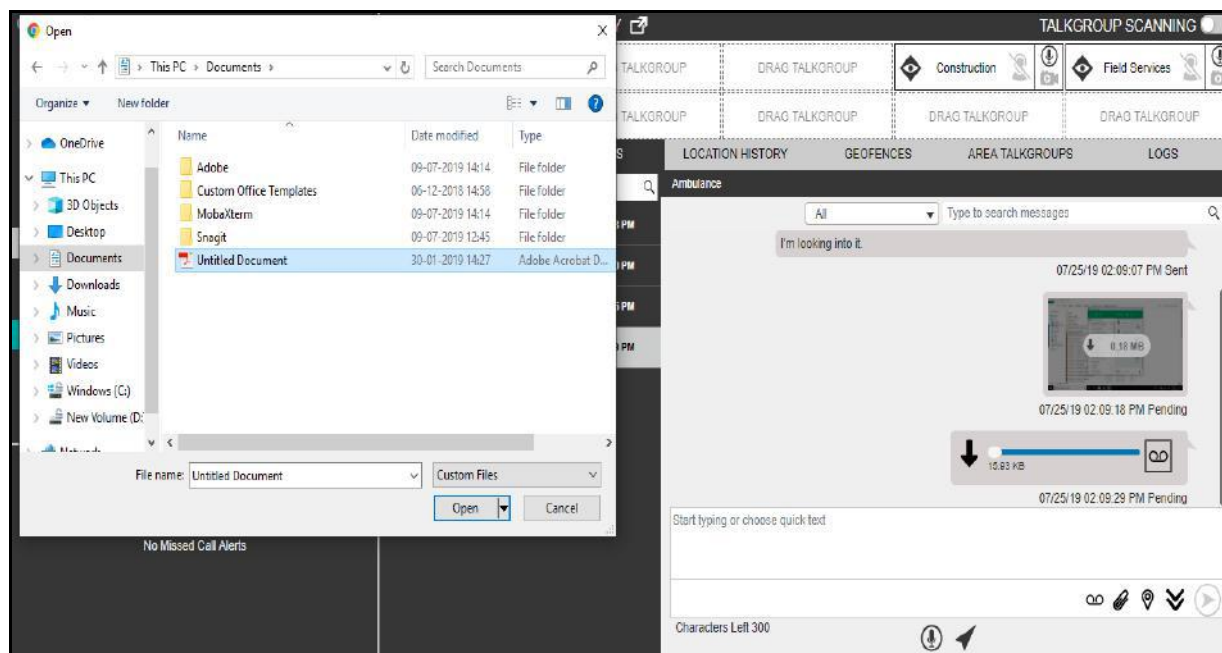 Open
TALKGROUP SCANNING
This PC > Documents >
Search Documents
TALKGROUP
DRAG TALKGROUP
Construction
Field Services
Organize
New folder
TALKGROUP
DRAG TALKGROUP
DRAG TALKGROUP
DRAG TALKGROUP
Name
Date modified
Type
OneDrive
This PC
3D Objects
Desktop
Documents
Downloads
Music
Pictures
Videos
Windows (C:)
New Volume (D:
Adobe 09-07-2019 14:14 File folder
Custom Office Templates 06-12-2018 14:58 File folder
MobaXterm 09-07-2019 14:14 File folder
Snagit 09-07-2019 12:45 File folder
Untitled Document 30-01-2019 14:27 Adobe Acrobat D...
File name: Untitled Document
Custom Files
Open
Cancel
No Missed Call Alerts
S
LOCATION HISTORY
GEOFENCES
AREA TALKGROUPS
LOGS
Ambulance
PM
PM
PM
PM
All
Type to search messages
I'm looking into it.
07/25/19 02:09:07 PM Sent
0.18 MB
07/25/19 02:09:18 PM Pending
15.93 KB
07/25/19 02:09:29 PM Pending
Start typing or choose quick text
Characters Left 300